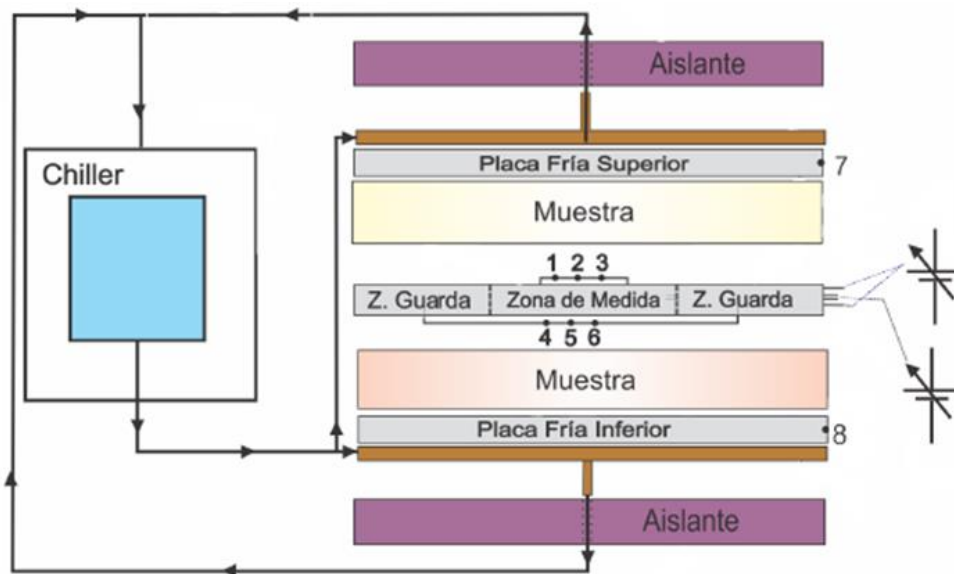 Aislante
Chiller
Placa Fría Superior
7
Muestra
1 2 3
Z. Guarda
Zona de Medida
Z. Guarda
4 5 6
Muestra
Placa Fría Inferior
8
Aislante